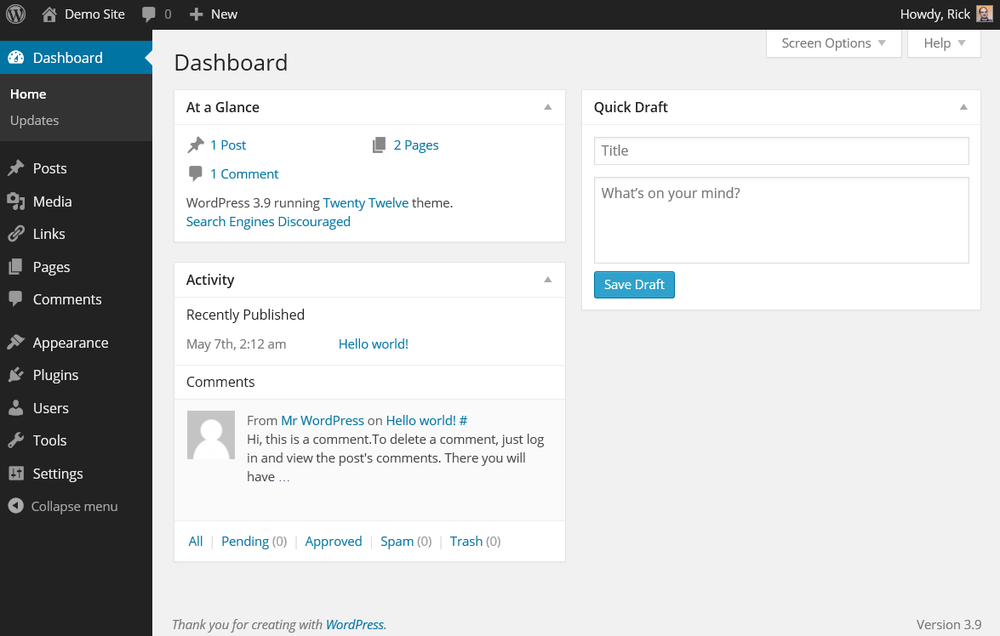 Demo Site 0 New Howdy, Rick
Screen Options Help
Dashboard
Home
Updates
Posts
Media
Links
Pages
Comments
Appearance
Plugins
Users
Tools
Settings
Collapse menu
Dashboard
At a Glance
1 Post 2 Pages
1 Comment
WordPress 3.9 running Twenty Twelve theme.
Search Engines Discouraged
Activity
Recently Published
May 7th, 2:12 am Hello world!
Comments
From Mr WordPress on Hello world! #
Hi, this is a comment.To delete a comment, just log
in and view the post's comments. There you will
have …
All | Pending (0) | Approved | Spam (0) | Trash (0)
Quick Draft
Title
What’s on your mind?
Save Draft
Thank you for creating with WordPress. Version 3.9